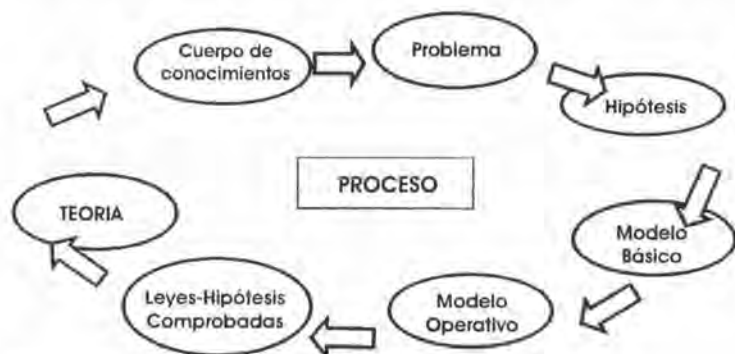 Cuerpo de
conocimientos
Problema
Hipótesis
Modelo
Básico
Modelo
Operativo
Leyes-Hipótesis
Comprobadas
TEORIA
PROCESO